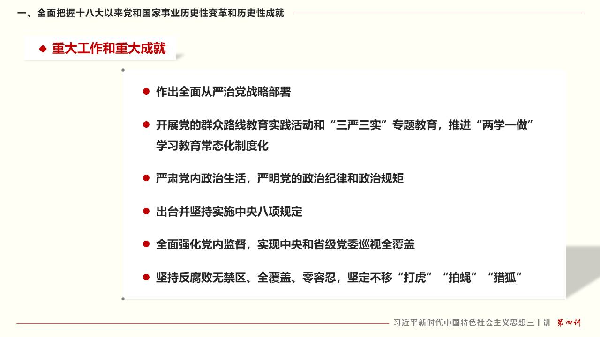 一、全面把握十八大以来党和国家事业历史性变革和历史性成就
重大工作和重大成就
作出全面从严治党战略部署
开展党的群众路线教育实践活动和“三严三实”专题教育，推进“两学一做”
学习教育常态化制度化
严肃党内政治生活，严明党的政治纪律和政治规矩
出台并坚持实施中央八项规定
全面强化党内监督，实现中央和省级党委巡视全覆盖
坚持反腐败无禁区、全覆盖、零容忍，坚定不移“打虎”“拍蝇”“猎狐”
习近平新时代中国特色社会主义思想三十讲 第四讲